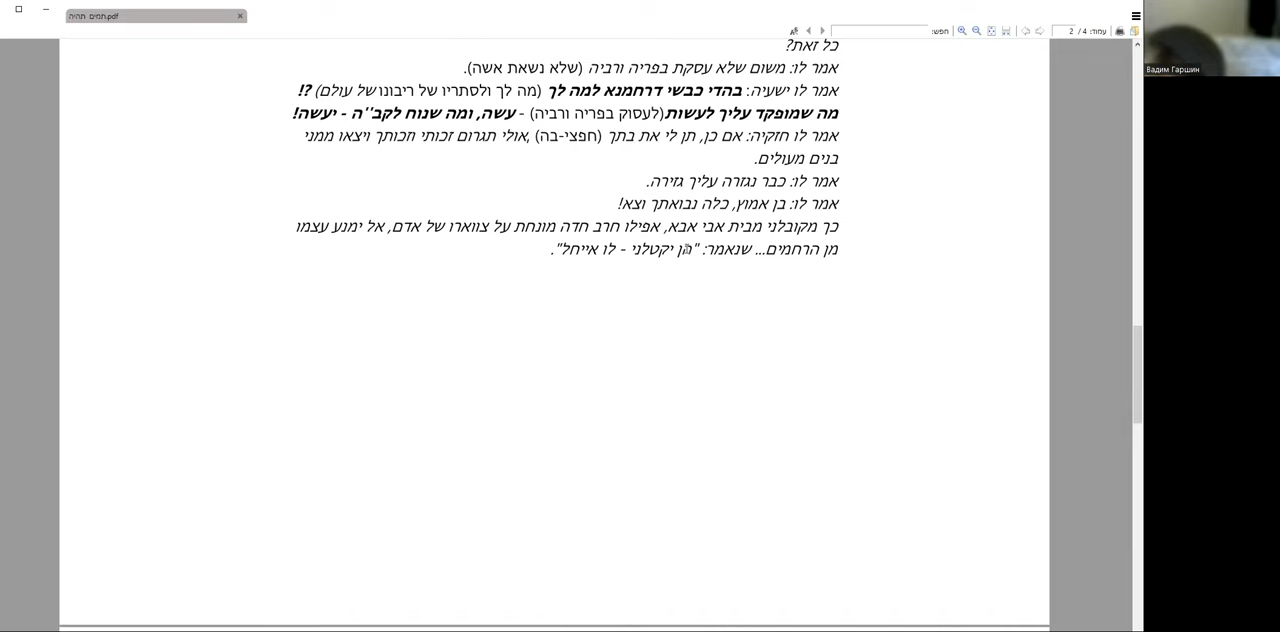 תמים תהיה.pdf
עמוד: 2 / 4
חפש:
כל זאת?
אמר לו: משום שלא עסקת בפריה ורביה (שלא נשאת אשה).
אמר לו ישעיה: בהדי כבשי דרחמנא למה לך (מה לך ולסתריו של ריבונו של עולם) ?!
מה שמופקד עליך לעשות(לעסוק בפריה ורביה) - עשה, ומה שנוח לקב''ה - יעשה!
אמר לו חזקיה: אם כן, תן לי את בתך (חפצי-בה) ,אולי תגרום זכותי וזכותך ויצאו ממני
בנים מעולים.
אמר לו: כבר נגזרה עליך גזירה.
אמר לו: בן אמוץ, כלה נבואתך וצא!
כך מקובלני מבית אבי אבא, אפילו חרב חדה מונחת על צווארו של אדם, אל ימנע עצמו
מן הרחמים... שנאמר: "הן יקטלני - לו אייחל".
Вадим Гаршин